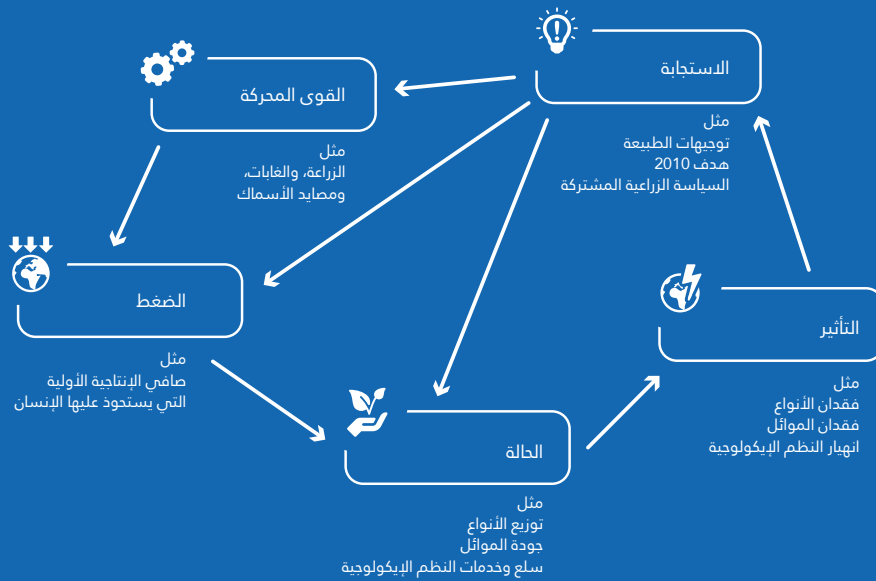 الاستجابة
مثل
توجيهات الطبيعة
هدف 2010
السياسة الزراعية المشتركة
القوى المحركة
مثل
الزراعة، والغابات،
ومصايد الأسماك
الضغط
مثل
صافي الإنتاجية الأولية
التي يستحوذ عليها الإنسان
التأثير
مثل
فقدان الأنواع
فقدان الموائل
انهيار النظم الإيكولوجية
الحالة
مثل
توزيع الأنواع
جودة الموائل
سلع وخدمات النظم الإيكولوجية